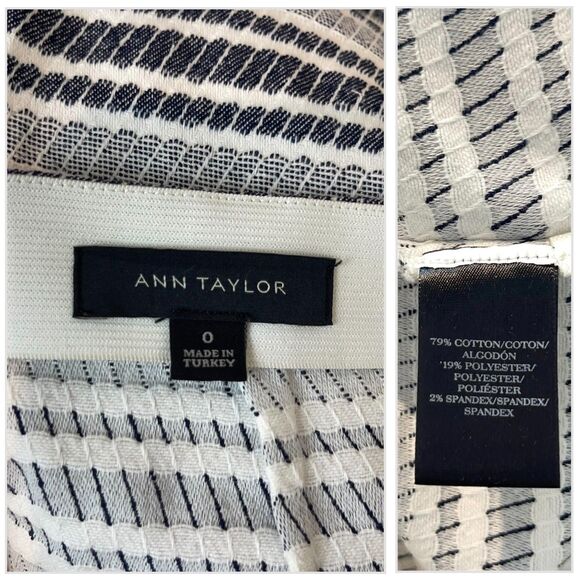 ANN TAYLOR
0
MADE IN
TURKEY
79% COTTON/COTON/
ALGODÓN
19% POLYESTER/
POLYESTER/
POLIÉSTER
2% SPANDEX/SPANDEX/
SPANDEX